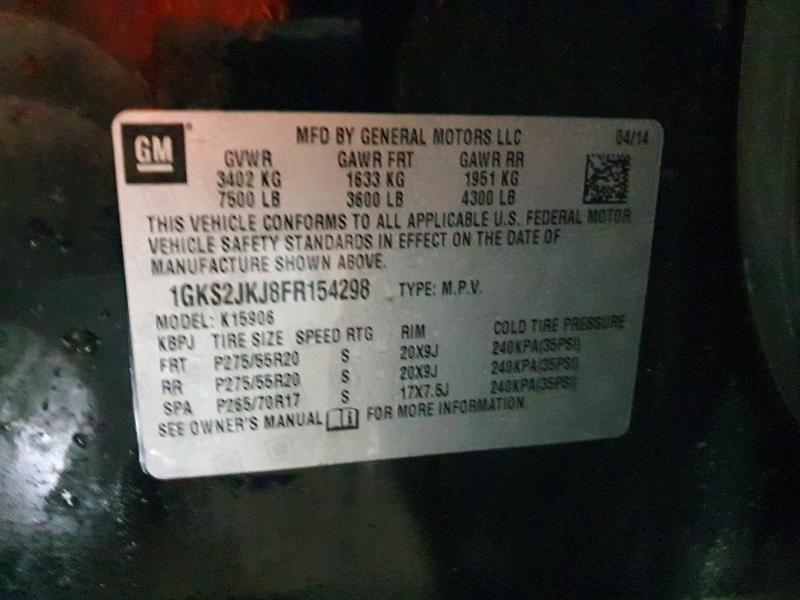 GM
MFD BY GENERAL MOTORS LLC 04/14
GVWR GAWR FRT GAWR RR
3402 KG 1633 KG 1951 KG
7500 LB 3600 LB 4300 LB
THIS VEHICLE CONFORMS TO ALL APPLICABLE U.S. FEDERAL MOTOR
VEHICLE SAFETY STANDARDS IN EFFECT ON THE DATE OF
MANUFACTURE SHOWN ABOVE.
1GKS2JKJ8FR154298 TYPE: M.P.V.
MODEL: K15906
KBPJ TIRE SIZE SPEED RTG RIM COLD TIRE PRESSURE
FRT P275/55R20 S 20X9J 240KPA(35PSI)
RR P275/55R20 S 20X9J 240KPA(35PSI)
SPA P265/70R17 S 17X7.5J 240KPA(35PSI)
SEE OWNER'S MANUAL FOR MORE INFORMATION.